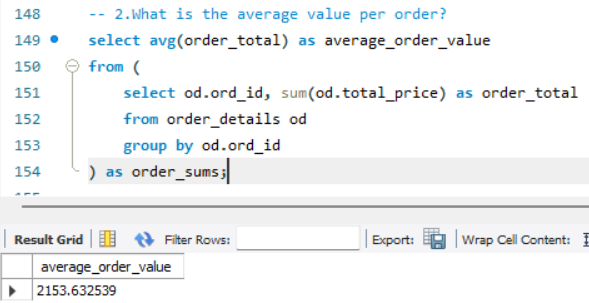 148 -- 2.What is the average value per order?
149 select avg(order_total) as average_order_value
150 from (
151 select od.ord_id, sum(od.total_price) as order_total
152 from order_details od
153 group by od.ord_id
154 ) as order_sums;
Result Grid Filter Rows: Export: Wrap Cell Content:
average_order_value
2153.632539